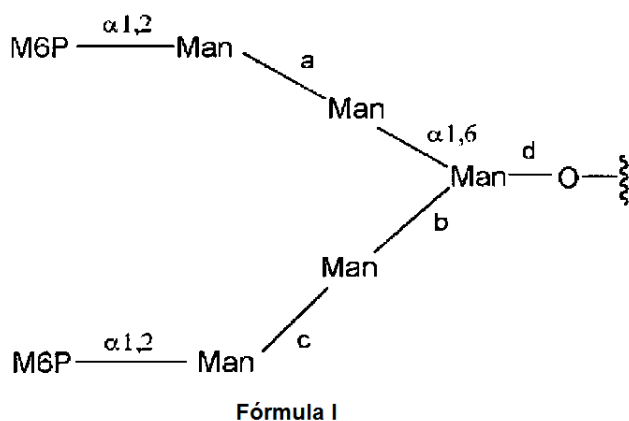 α1,2
M6P Man
a
Man
α1,6
d
Man O
b
Man
c
α1,2
M6P Man
Fórmula I